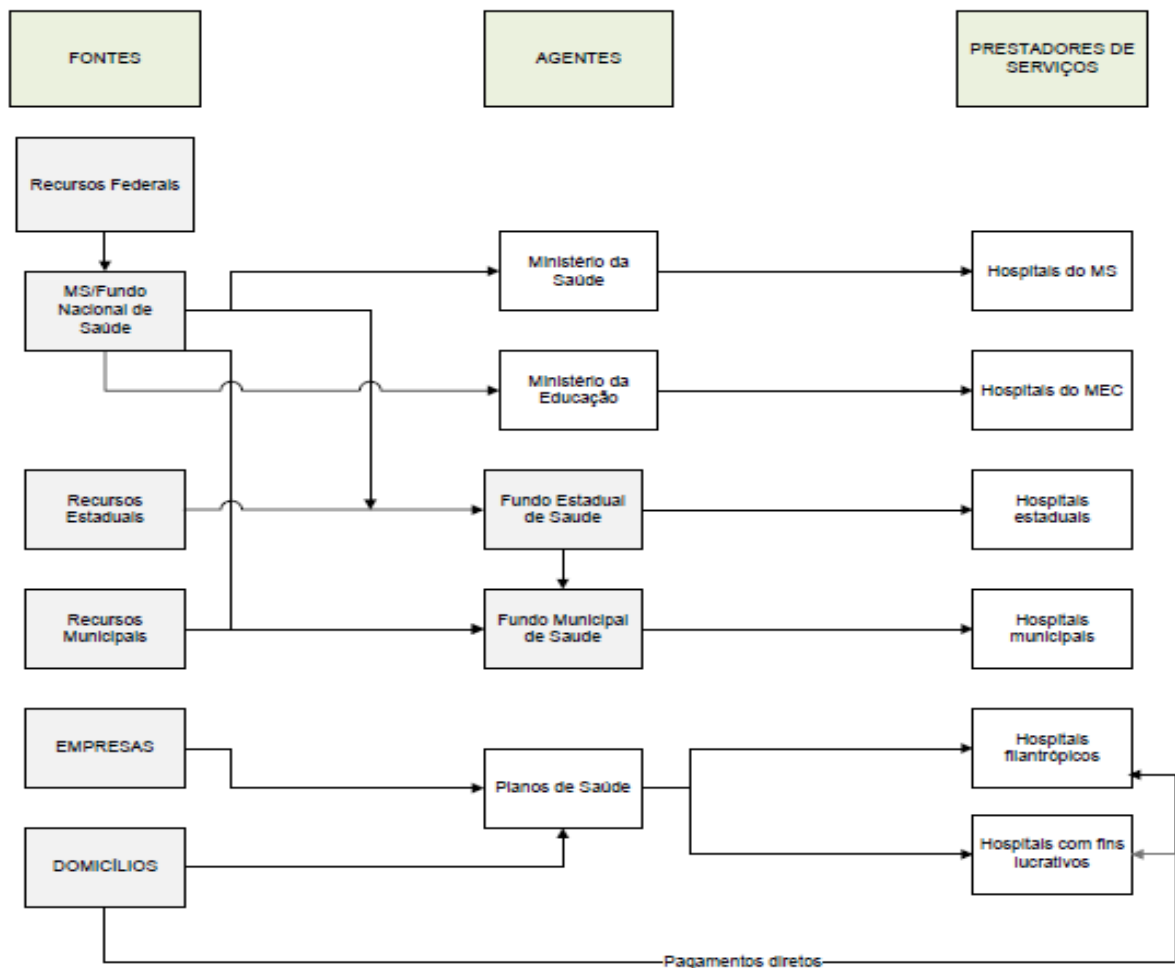 FONTES
AGENTES
PRESTADORES DE
SERVIÇOS
Recursos Federais
MS/Fundo
Nacional de
Saúde
Ministério da
Saúde
Hospitais do MS
Ministério da
Educação
Hospitais do MEC
Recursos
Estaduais
Fundo Estadual
de Saude
Hospitais
estaduais
Recursos
Municipais
Fundo Municipal
de Saude
Hospitais
municipais
EMPRESAS
Planos de Saúde
Hospitais
filantrópicos
DOMICÍLIOS
Hospitais com fins
lucrativos
Pagamentos diretos